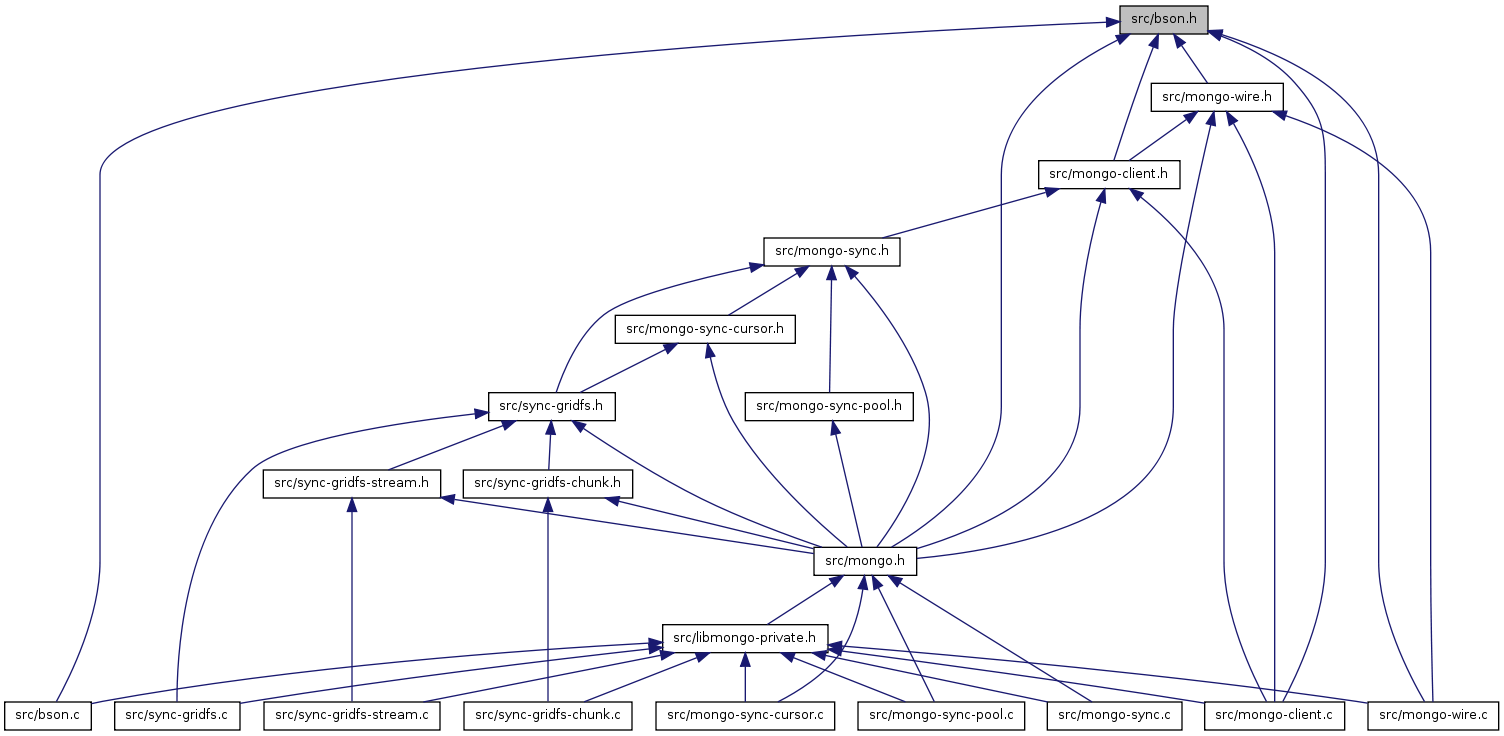 src/bson.h
src/mongo-wire.h
src/mongo-client.h
src/mongo-sync.h
src/mongo-sync-cursor.h
src/sync-gridfs.h
src/mongo-sync-pool.h
src/sync-gridfs-stream.h
src/sync-gridfs-chunk.h
src/mongo.h
src/libmongo-private.h
src/bson.c
src/sync-gridfs.c
src/sync-gridfs-stream.c
src/sync-gridfs-chunk.c
src/mongo-sync-cursor.c
src/mongo-sync-pool.c
src/mongo-sync.c
src/mongo-client.c
src/mongo-wire.c